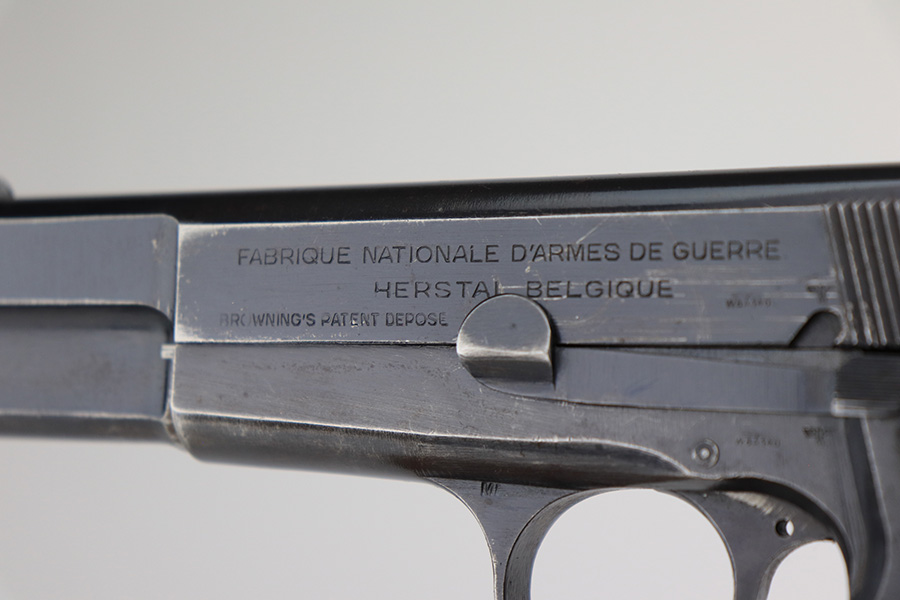 FABRIQUE NATIONALE D'ARMES DE GUERRE
HERSTAL BELGIQUE
BROWNING'S PATENT DEPOSE